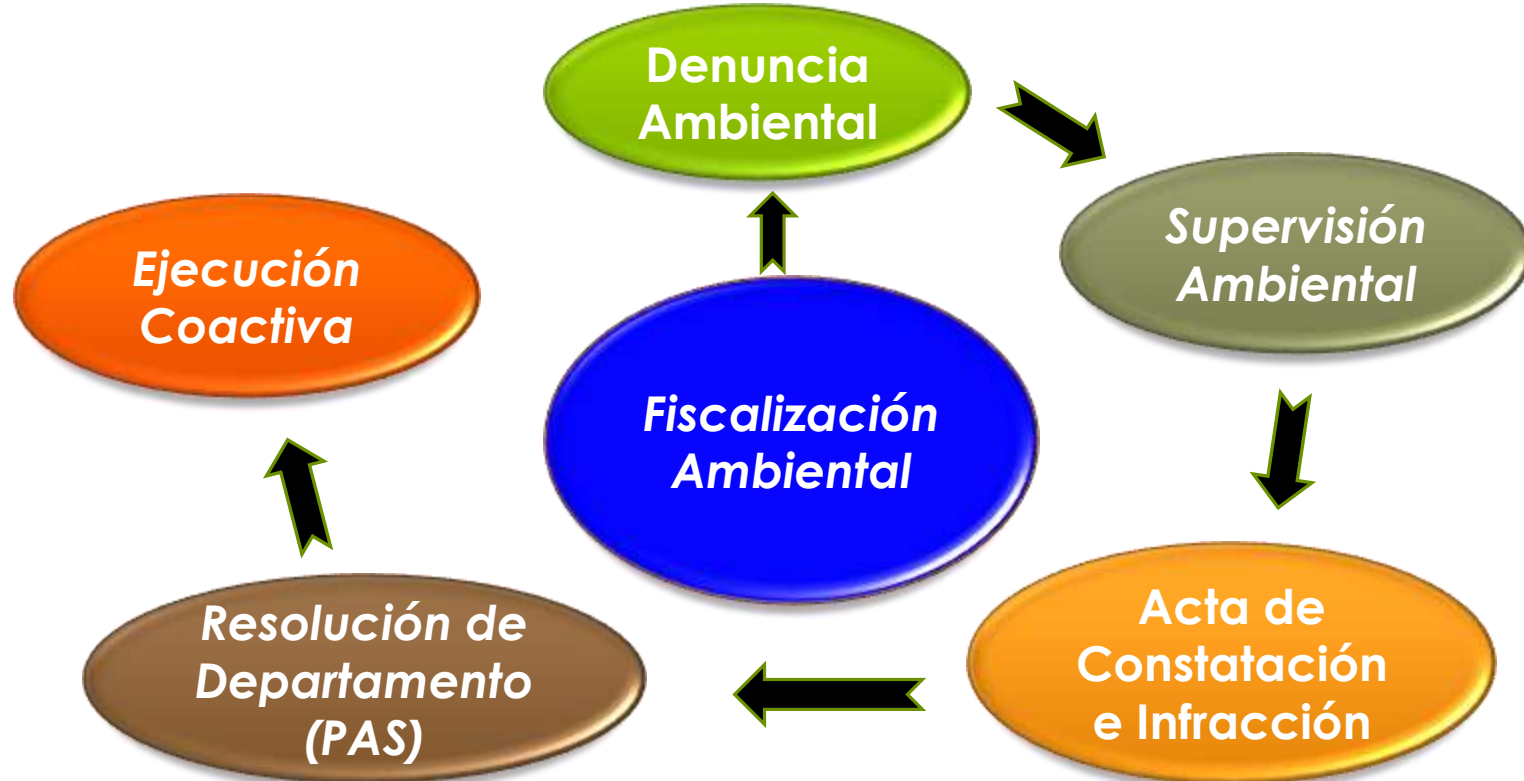 Denuncia
Ambiental
Supervisión
Ambiental
Ejecución
Coactiva
Fiscalización
Ambiental
Acta de
Constatación
e Infracción
Resolución de
Departamento
(PAS)